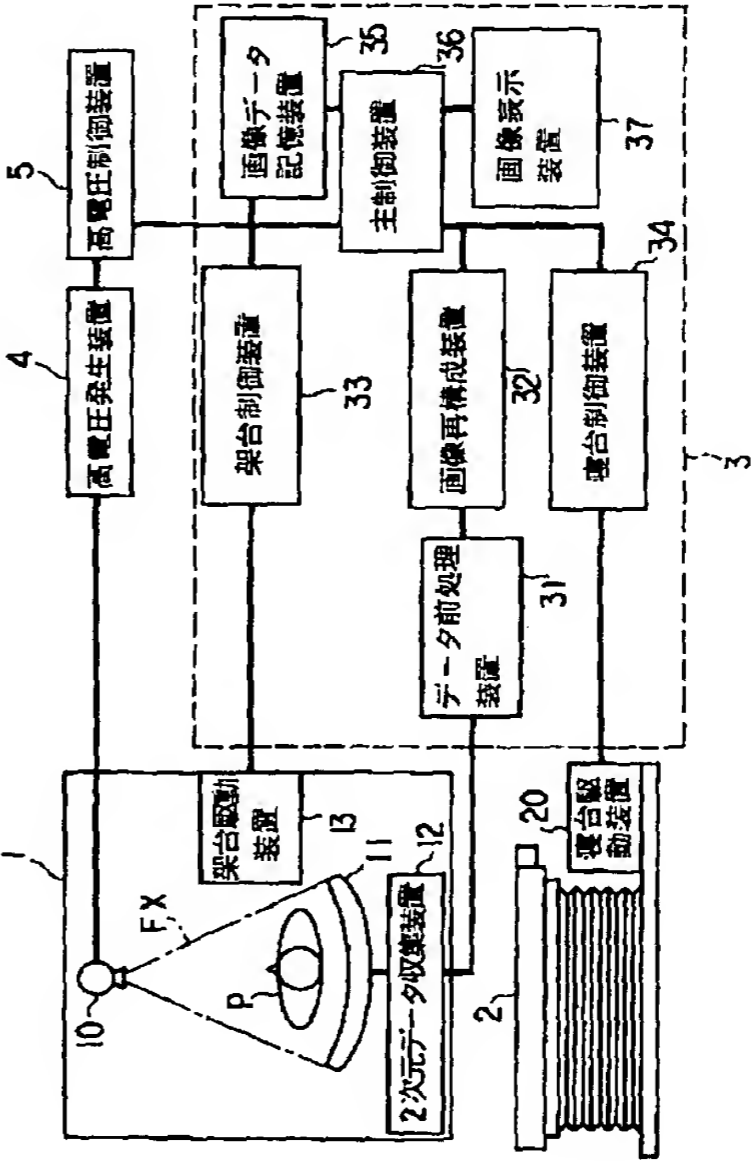 1
10
FX
P
11
2次元データ収集装置
12
架台駆動
装置
13
2
寝台駆
動装置
20
4
高電圧発生装置
5
高電圧制御装置
架台制御装置
33
画像データ
記憶装置
35
主制御装置
36
画像表示
装置
37
データ前処理
装置
31
画像再構成装置
32
寝台制御装置
34
3